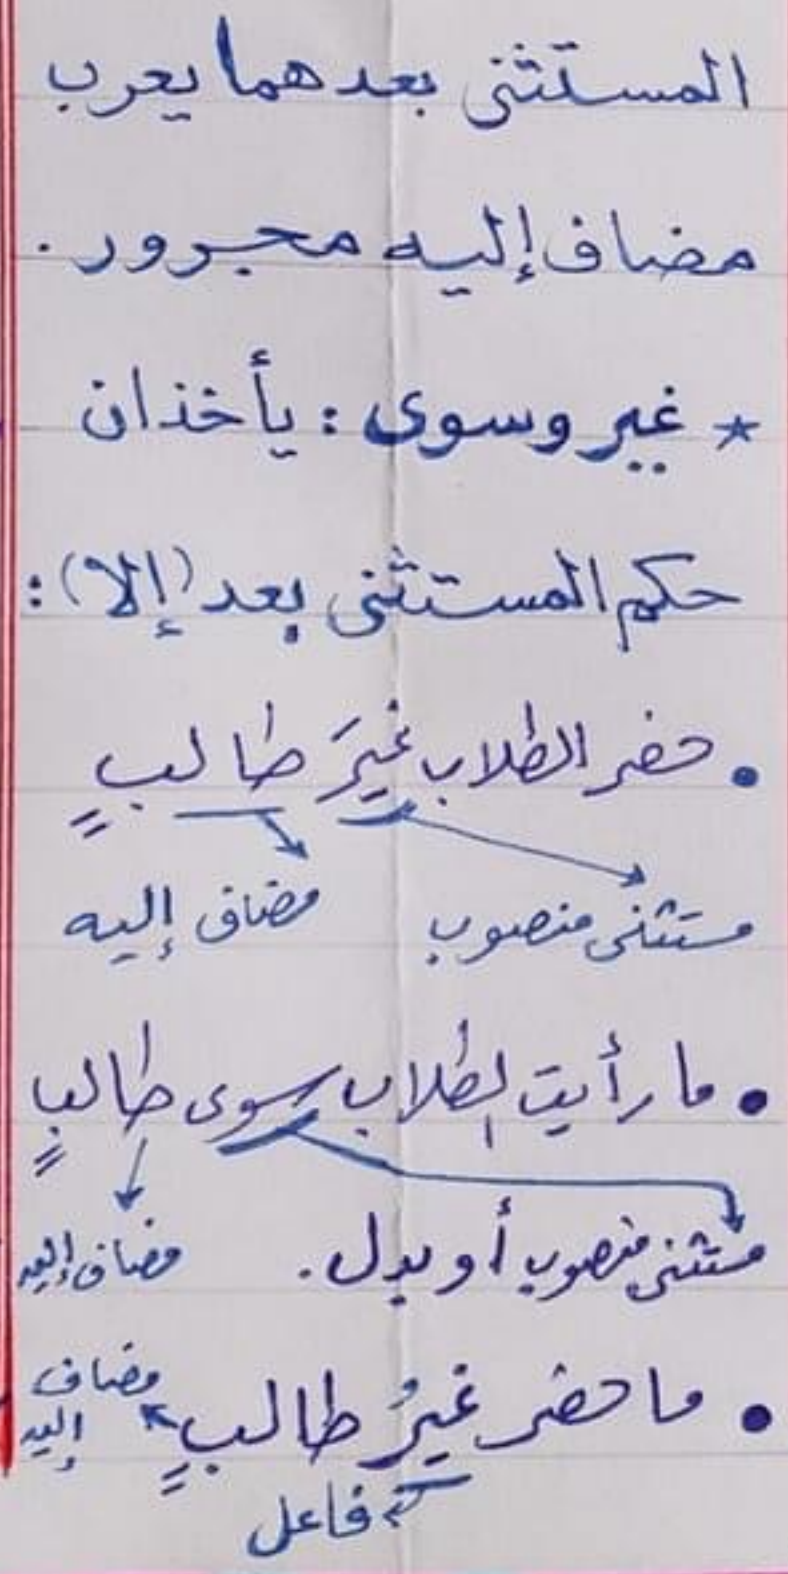 المستثنى بعدهما يعرب
مضاف إليه مجرور .
* غير وسوى : يأخذان
حكم المستثنى بعد (إلا) :
• حضر الطلاب غيرَ طالبٍ
مستثنى منصوب مضاف إليه
• ما رأيت الطلاب سوى طالبٍ
مستثنى منصوب أو بدل . مضاف إليه
• ما حضر غيرُ طالبٍ مضاف إليه
فاعل